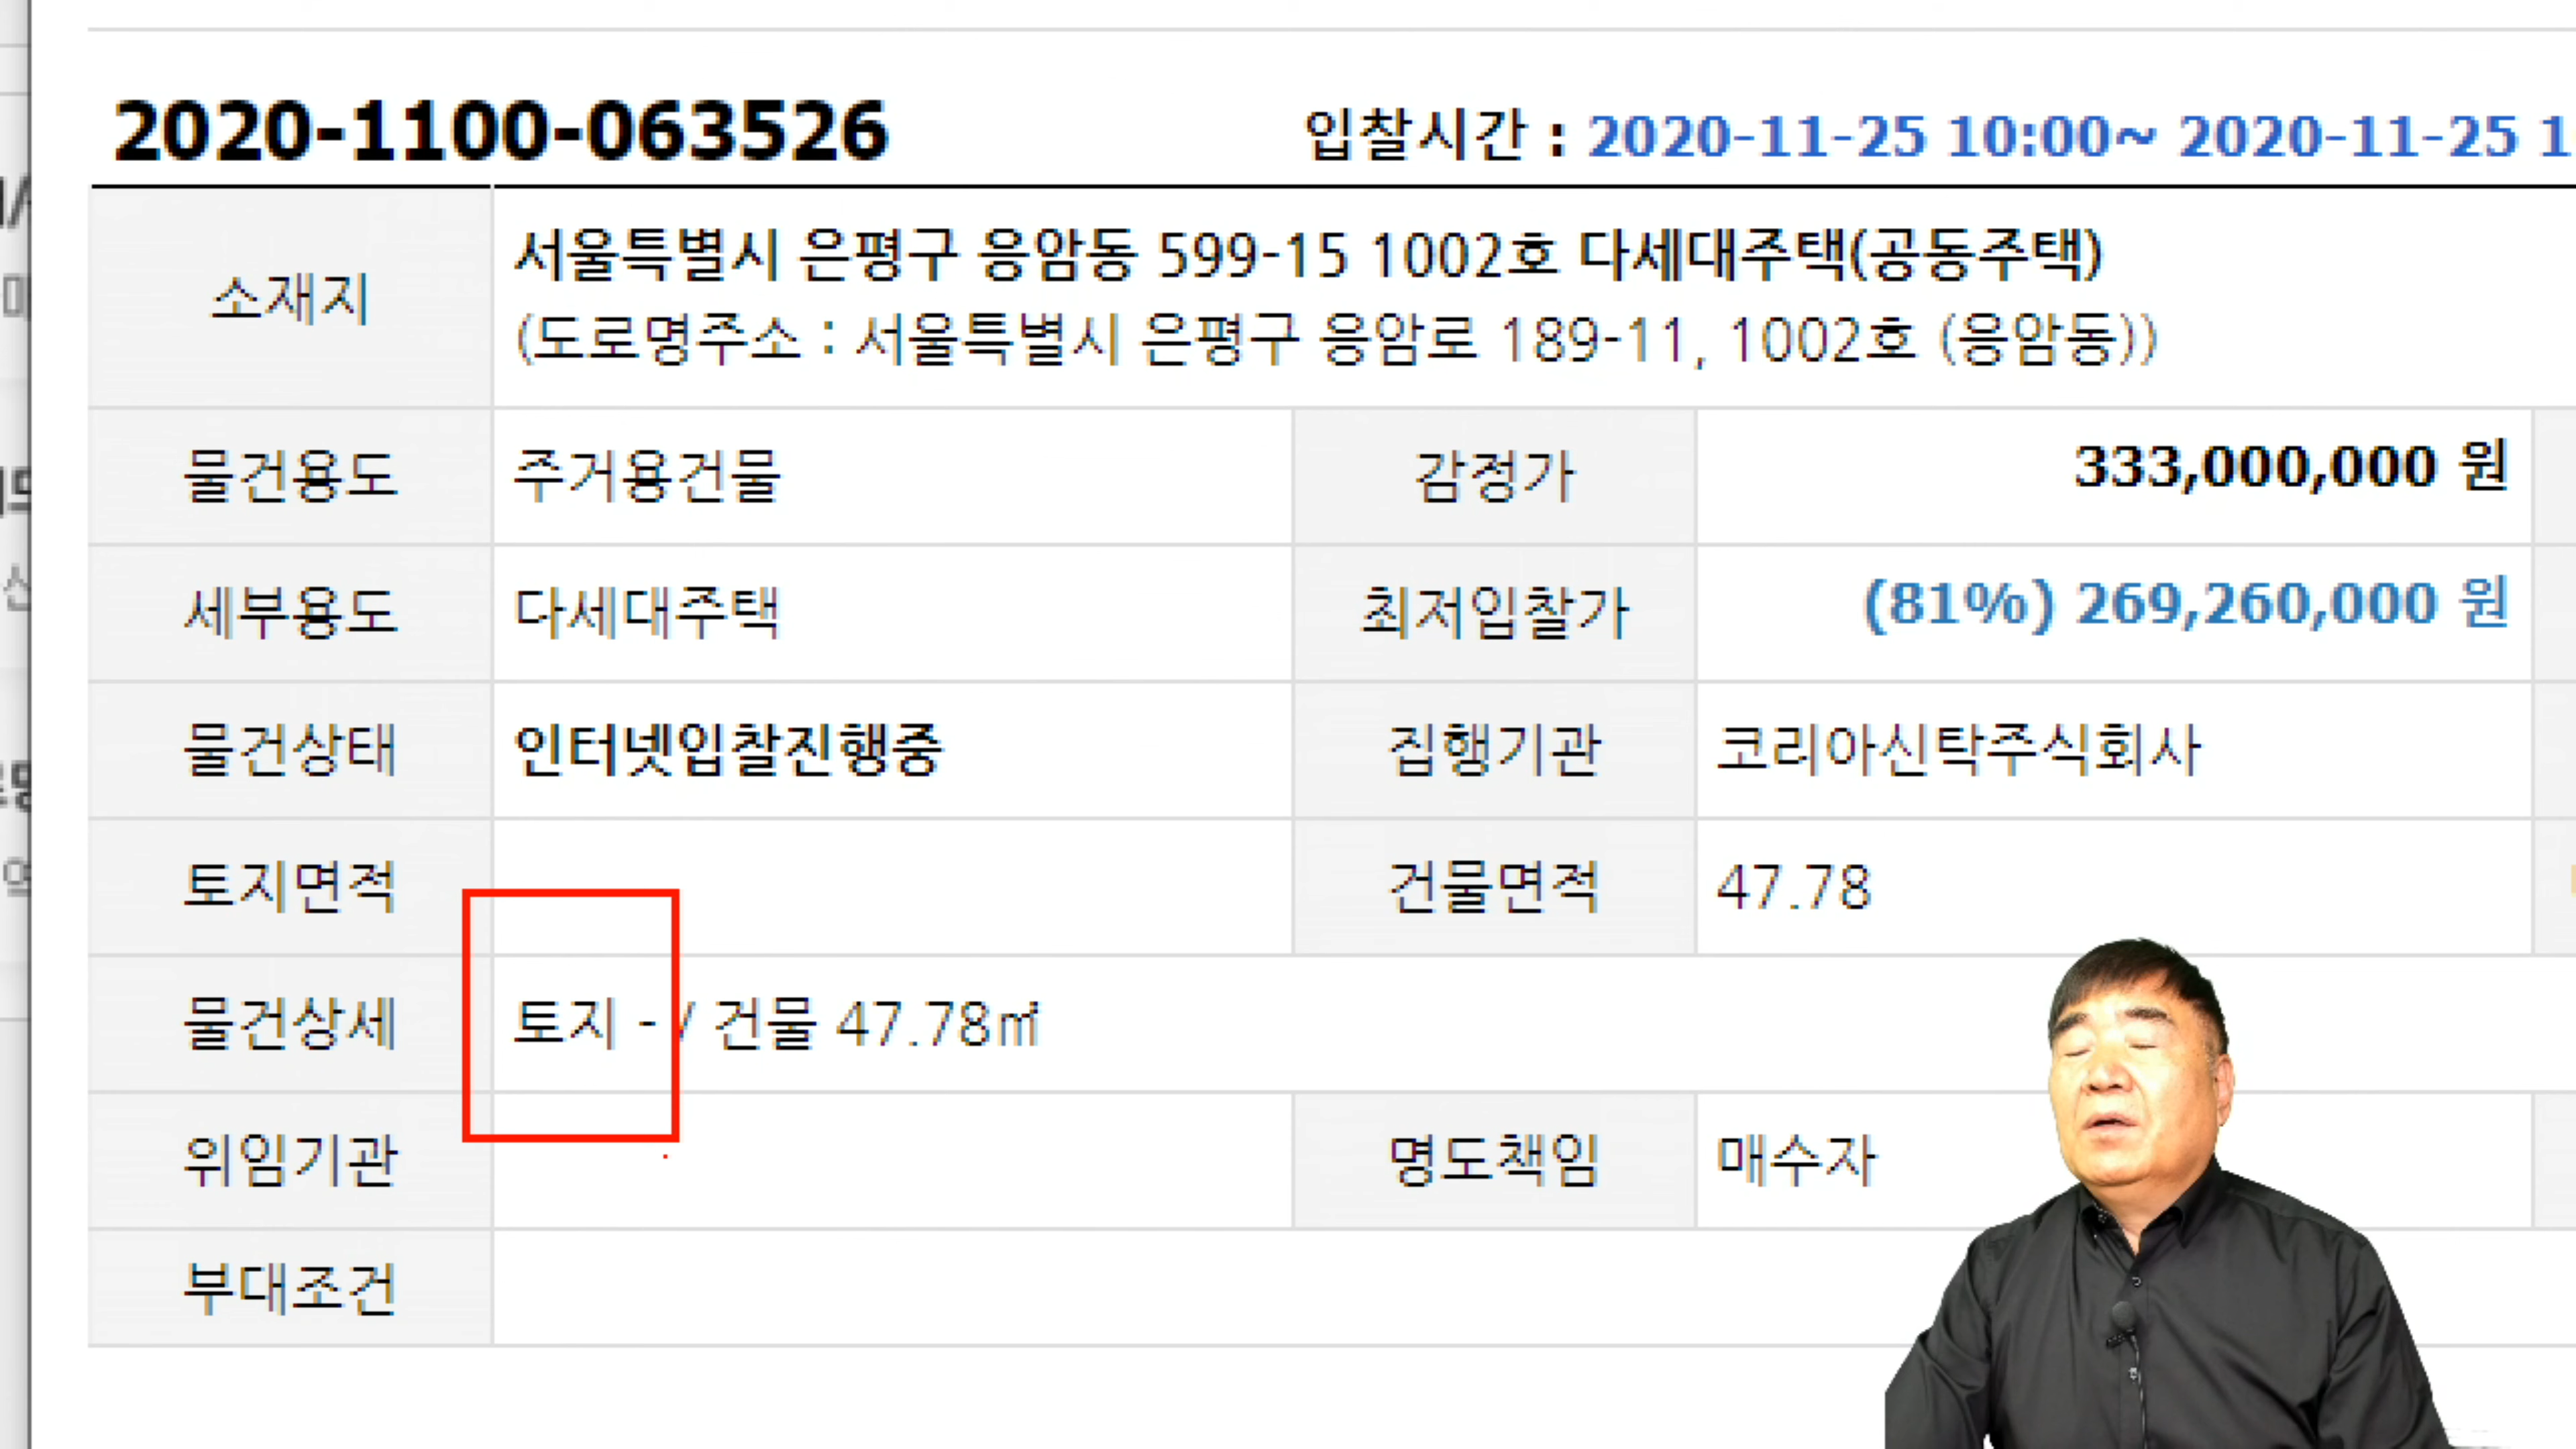 2020-1100-063526
입찰시간 : 2020-11-25 10:00~ 2020-11-25 1
소재지
서울특별시 은평구 응암동 599-15 1002호 다세대주택(공동주택)
(도로명주소 : 서울특별시 은평구 응암로 189-11, 1002호 (응암동))
물건용도 주거용건물 감정가 333,000,000 원
세부용도 다세대주택 최저입찰가 (81%) 269,260,000 원
물건상태 인터넷입찰진행중 집행기관 코리아신탁주식회사
토지면적 건물면적 47.78
물건상세 토지 - / 건물 47.78㎡
위임기관 명도책임 매수자
부대조건